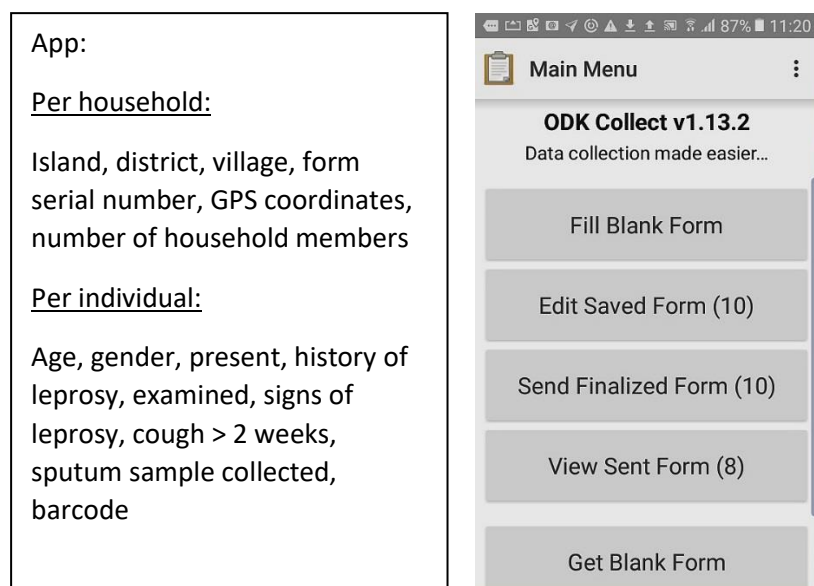 App:
Per household:
Island, district, village, form
serial number, GPS coordinates,
number of household members
Per individual:
Age, gender, present, history of
leprosy, examined, signs of
leprosy, cough > 2 weeks,
sputum sample collected,
barcode
87% 11:20
Main Menu
ODK Collect v1.13.2
Data collection made easier...
Fill Blank Form
Edit Saved Form (10)
Send Finalized Form (10)
View Sent Form (8)
Get Blank Form